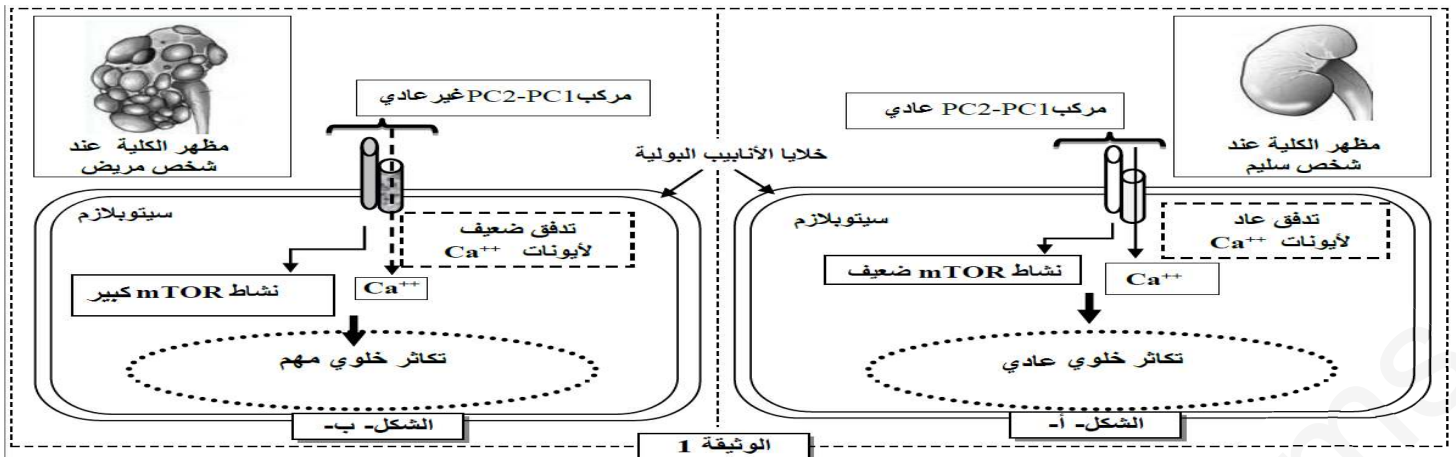 مظهر الكلية عند
شخص سليم
مركب PC2-PC1 عادي
خلايا الأنابيب البولية
سيتوبلازم
تدفق عاد
لأيونات Ca++
نشاط mTOR ضعيف
Ca++
تكاثر خلوي عادي
الشكل- أ-
مظهر الكلية عند
شخص مريض
مركب PC2-PC1 غير عادي
سيتوبلازم
تدفق ضعيف
لأيونات Ca++
نشاط mTOR كبير
Ca++
تكاثر خلوي مهم
الشكل- ب-
الوثيقة 1